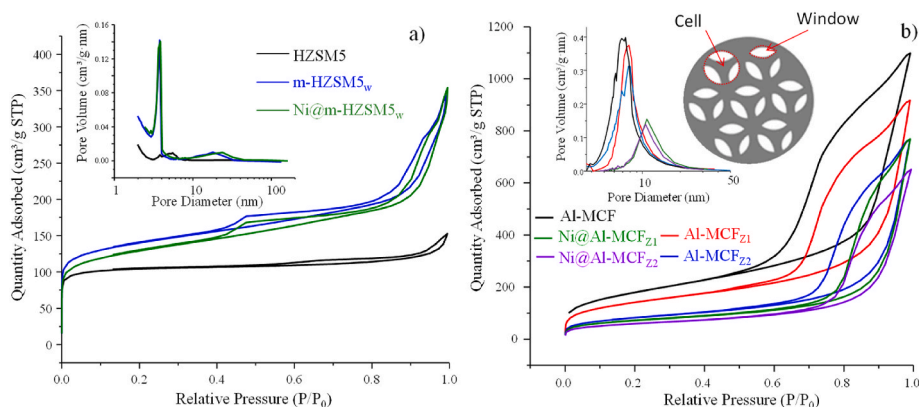 a)
0.16
0.12
0.08
0.04
0.00
Pore Volume (cm³/g·nm)
1
10
100
Pore Diameter (nm)
HZSM5
m-HZSM5w
Ni@m-HZSM5w
400
350
300
250
200
150
100
50
0
Quantity Adsorbed (cm³/g STP)
0.0 0.2 0.4 0.6 0.8 1.0
Relative Pressure (P/P₀)
b)
Cell
Window
a)
0.4
0.3
0.2
0.1
0.0
Pore Volume (cm³/g·nm)
10
50
Pore Diameter (nm)
Al-MCF
Ni@Al-MCFZ1
Al-MCFZ1
Ni@Al-MCFZ2
Al-MCFZ2
1200
1000
800
600
400
200
0
Quantity Adsorbed (cm³/g STP)
0.0 0.2 0.4 0.6 0.8 1.0
Relative Pressure (P/P₀)